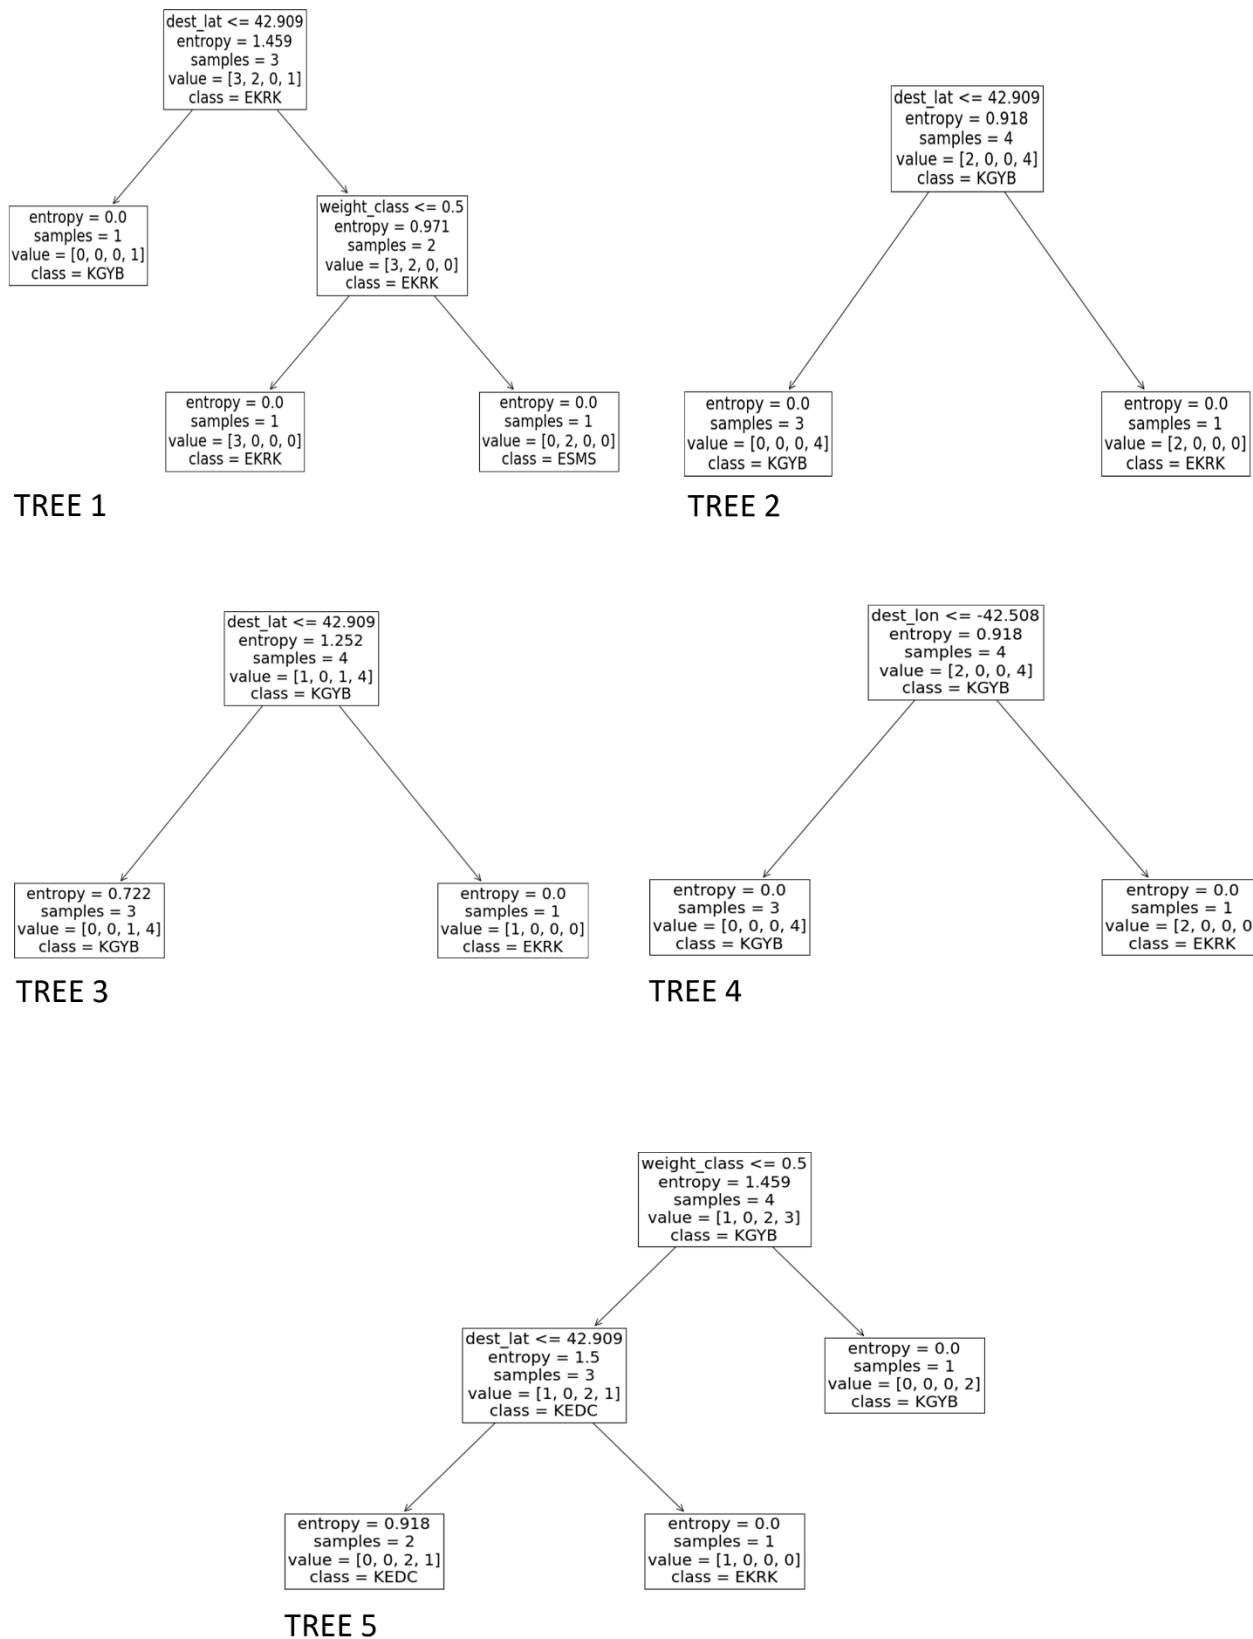 dest_lat <= 42.909
entropy = 1.459
samples = 3
value = [3, 2, 0, 1]
class = EKRK
entropy = 0.0
samples = 1
value = [0, 0, 0, 1]
class = KGYB
weight_class <= 0.5
entropy = 0.971
samples = 2
value = [3, 2, 0, 0]
class = EKRK
entropy = 0.0
samples = 1
value = [3, 0, 0, 0]
class = EKRK
entropy = 0.0
samples = 1
value = [0, 2, 0, 0]
class = ESMS
TREE 1
dest_lat <= 42.909
entropy = 0.918
samples = 4
value = [2, 0, 0, 4]
class = KGYB
entropy = 0.0
samples = 3
value = [0, 0, 0, 4]
class = KGYB
entropy = 0.0
samples = 1
value = [2, 0, 0, 0]
class = EKRK
TREE 2
dest_lat <= 42.909
entropy = 1.252
samples = 4
value = [1, 0, 1, 4]
class = KGYB
entropy = 0.722
samples = 3
value = [0, 0, 1, 4]
class = KGYB
entropy = 0.0
samples = 1
value = [1, 0, 0, 0]
class = EKRK
TREE 3
dest_lon <= -42.508
entropy = 0.918
samples = 4
value = [2, 0, 0, 4]
class = KGYB
entropy = 0.0
samples = 3
value = [0, 0, 0, 4]
class = KGYB
entropy = 0.0
samples = 1
value = [2, 0, 0, 0
class = EKRK
TREE 4
weight_class <= 0.5
entropy = 1.459
samples = 4
value = [1, 0, 2, 3]
class = KGYB
dest_lat <= 42.909
entropy = 1.5
samples = 3
value = [1, 0, 2, 1]
class = KEDC
entropy = 0.0
samples = 1
value = [0, 0, 0, 2]
class = KGYB
entropy = 0.918
samples = 2
value = [0, 0, 2, 1]
class = KEDC
entropy = 0.0
samples = 1
value = [1, 0, 0, 0]
class = EKRK
TREE 5